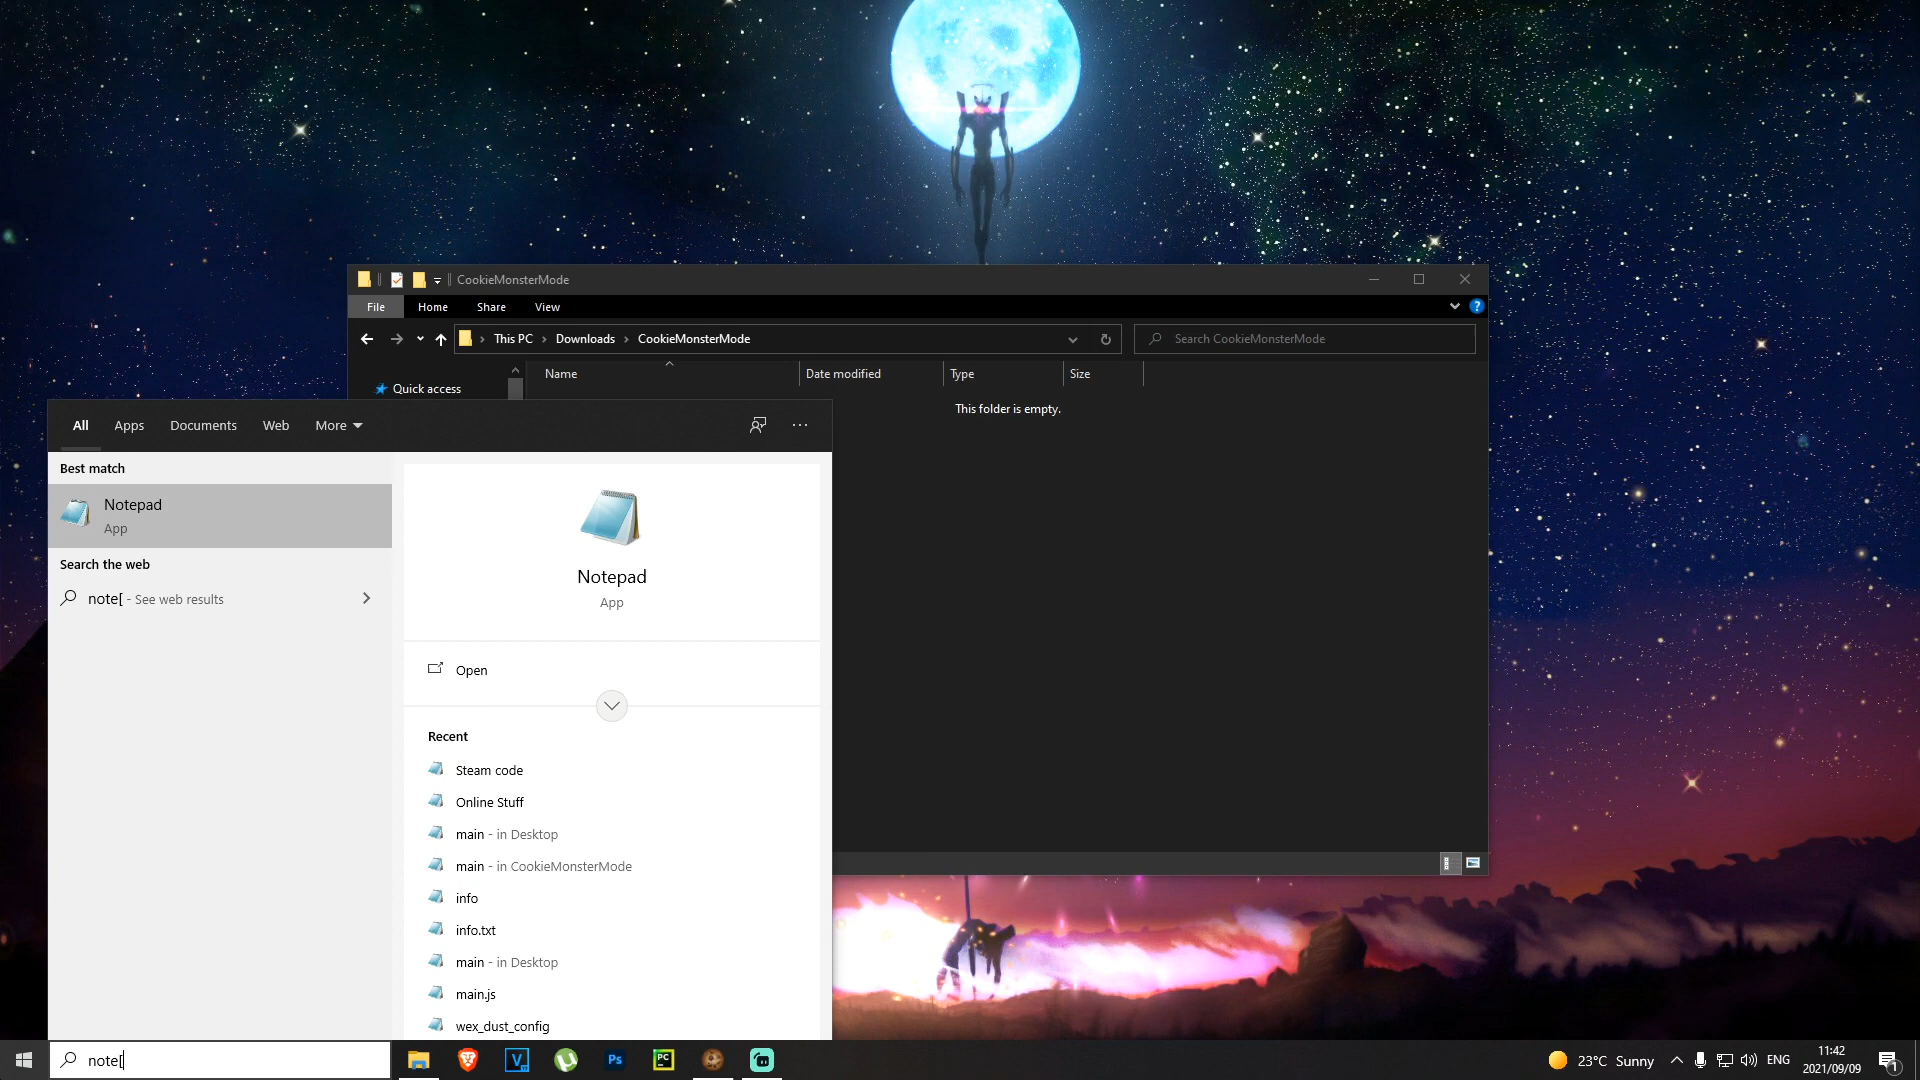 CookieMonsterMode
File Home Share View
This PC Downloads CookieMonsterMode
Search CookieMonsterMode
Name Date modified Type Size
Quick access
This folder is empty.
All Apps Documents Web More
Best match
Notepad
App
Search the web
note[ - See web results
Notepad
App
Open
Recent
Steam code
Online Stuff
main - in Desktop
main - in CookieMonsterMode
info
info.txt
main - in Desktop
main.js
wex_dust_config
note[
V
Ps
PC
23°C Sunny
ENG
11:42
2021/09/09
1